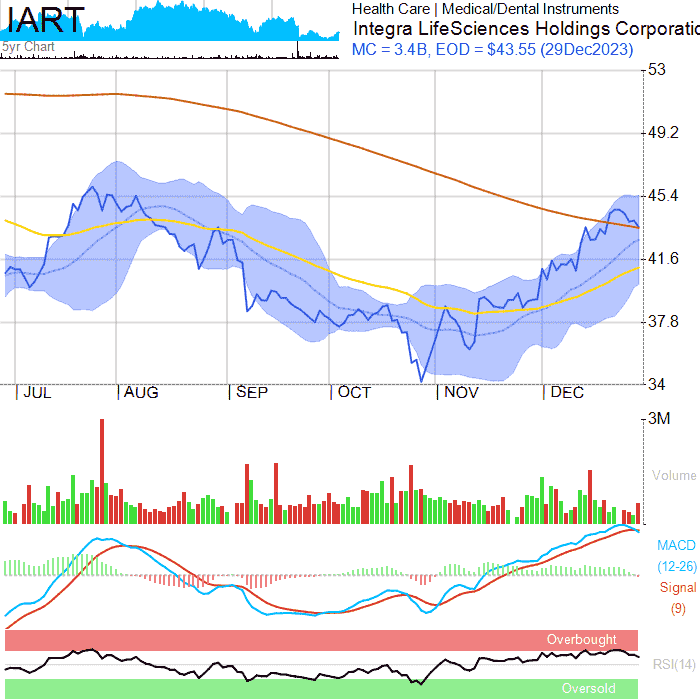 IART
5yr Chart
Health Care | Medical/Dental Instruments
Integra LifeSciences Holdings Corporatio
MC = 3.4B, EOD = $43.55 (29Dec2023)
53
49.2
45.4
41.6
37.8
34
JUL AUG SEP OCT NOV DEC
3M
Volume
MACD
(12-26)
Signal
(9)
Overbought
RSI(14)
Oversold